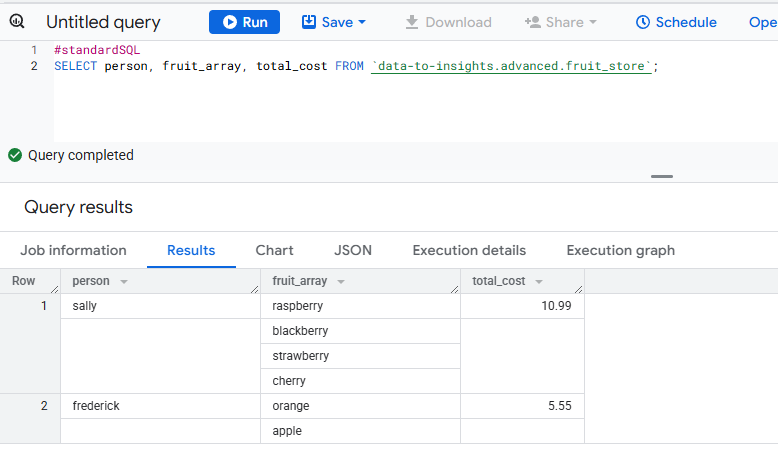 Untitled query Run Save Download Share Schedule Ope
1 #standardSQL
2 SELECT person, fruit_array, total_cost FROM `data-to-insights.advanced.fruit_store`;
Query completed
Query results
Job information Results Chart JSON Execution details Execution graph
Row person fruit_array total_cost
1 sally raspberry 10.99
blackberry
strawberry
cherry
2 frederick orange 5.55
apple